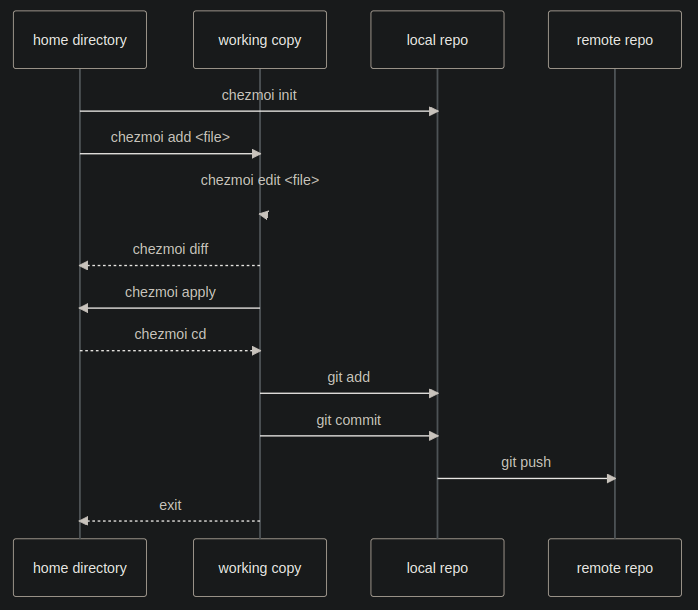 home directory
working copy
local repo
remote repo
chezmoi init
chezmoi add <file>
chezmoi edit <file>
chezmoi diff
chezmoi apply
chezmoi cd
git add
git commit
git push
exit
home directory
working copy
local repo
remote repo